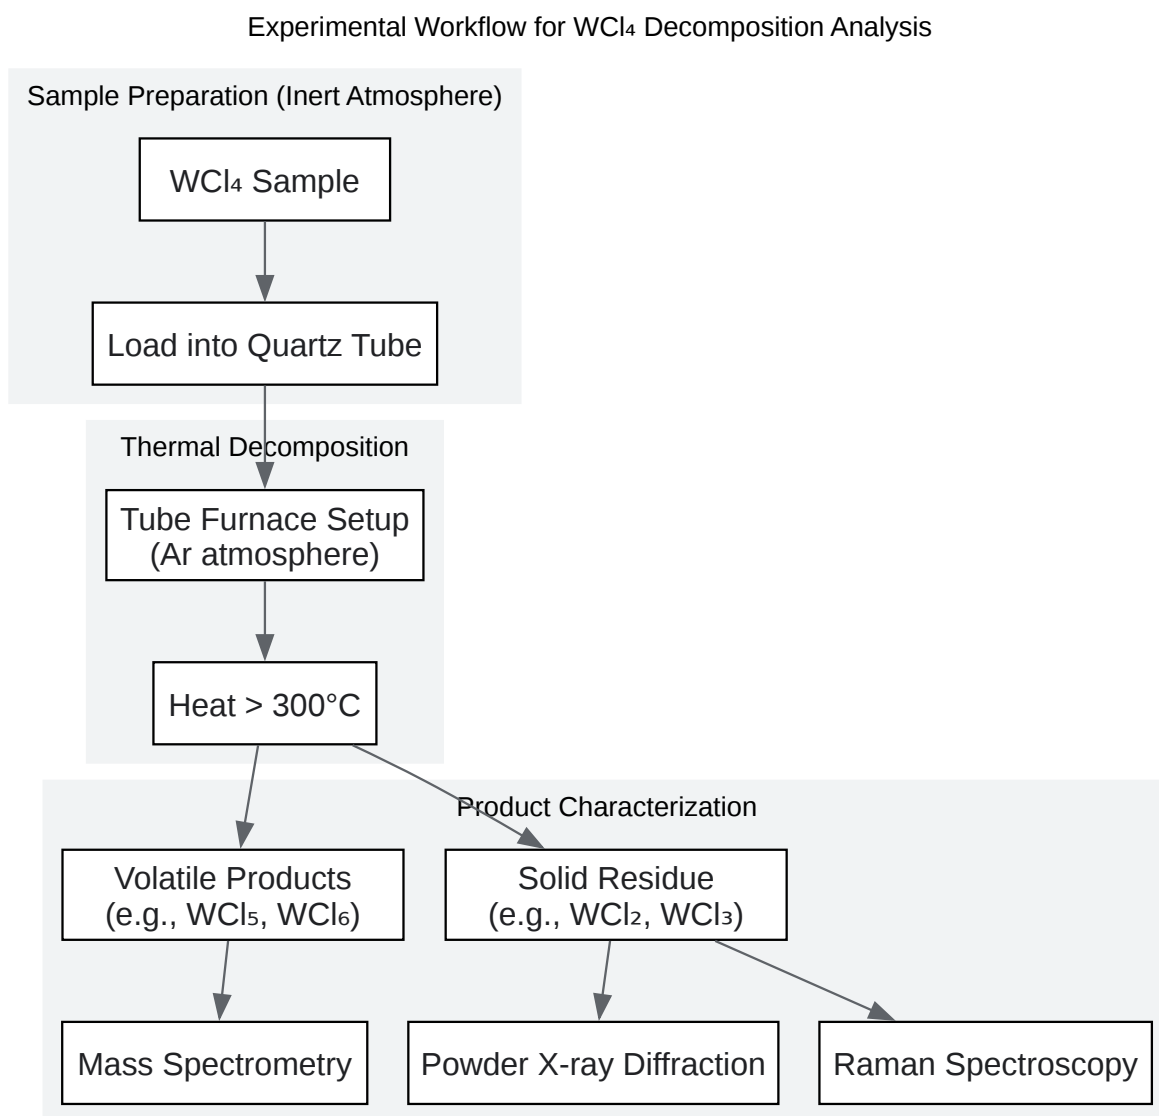 Experimental Workflow for WCl₄ Decomposition Analysis
Sample Preparation (Inert Atmosphere)
WCl₄ Sample
Load into Quartz Tube
Thermal Decomposition
Tube Furnace Setup
(Ar atmosphere)
Heat > 300°C
Product Characterization
Volatile Products
(e.g., WCl₅, WCl₆)
Solid Residue
(e.g., WCl₂, WCl₃)
Mass Spectrometry
Powder X-ray Diffraction
Raman Spectroscopy